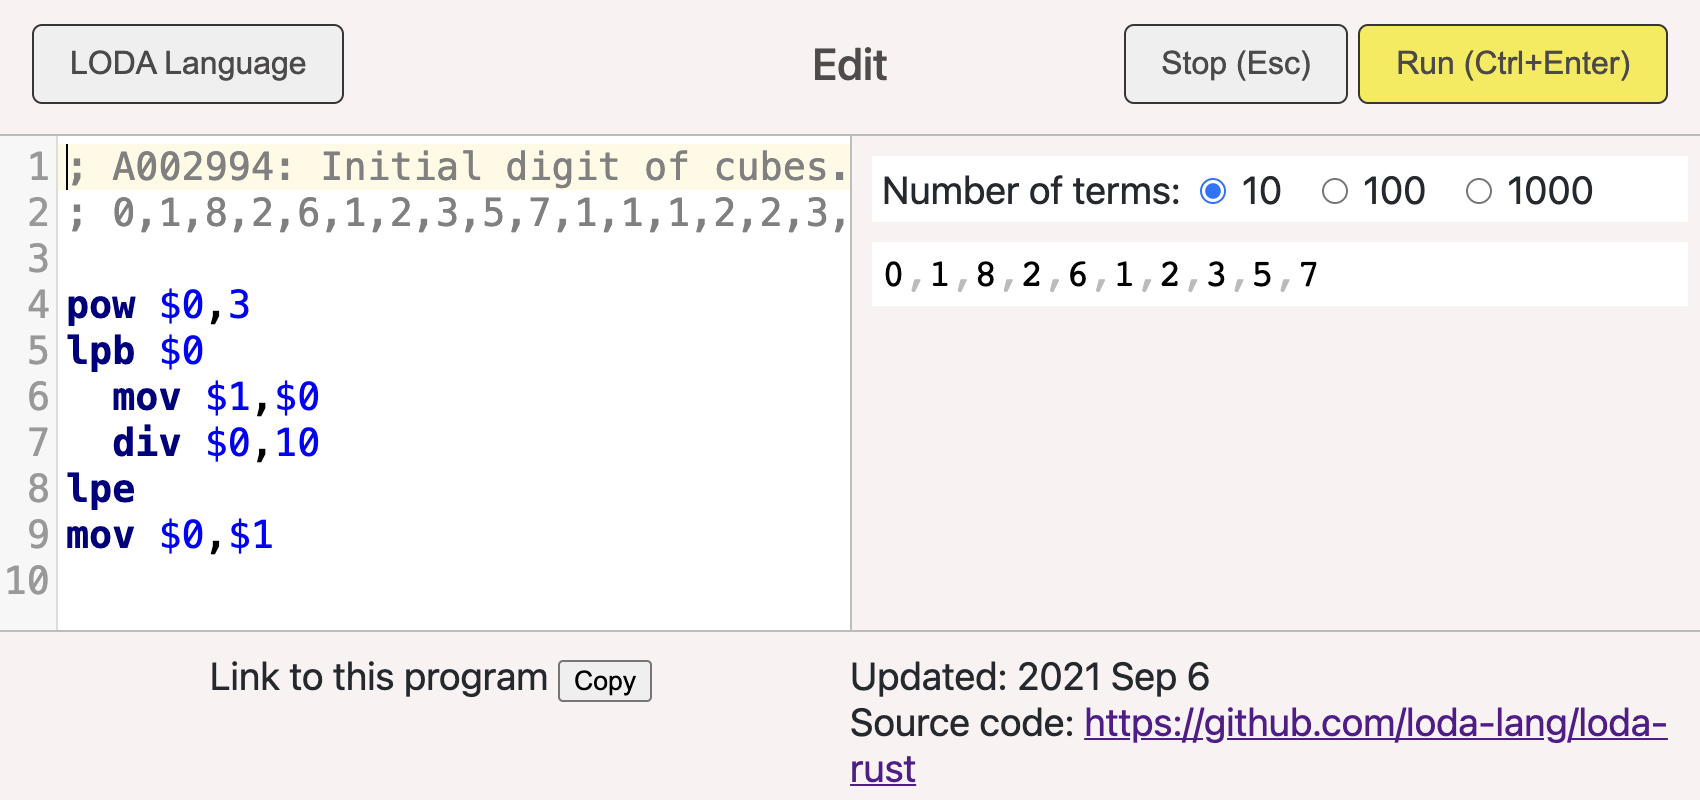 LODA Language
Edit
Stop (Esc)
Run (Ctrl+Enter)
1 ; A002994: Initial digit of cubes.
2 ; 0,1,8,2,6,1,2,3,5,7,1,1,1,2,2,3,
3
4 pow $0,3
5 lpb $0
6   mov $1,$0
7   div $0,10
8 lpe
9 mov $0,$1
10
Number of terms: 10 100 1000
0,1,8,2,6,1,2,3,5,7
Link to this program Copy
Updated: 2021 Sep 6
Source code: https://github.com/loda-lang/loda-
rust